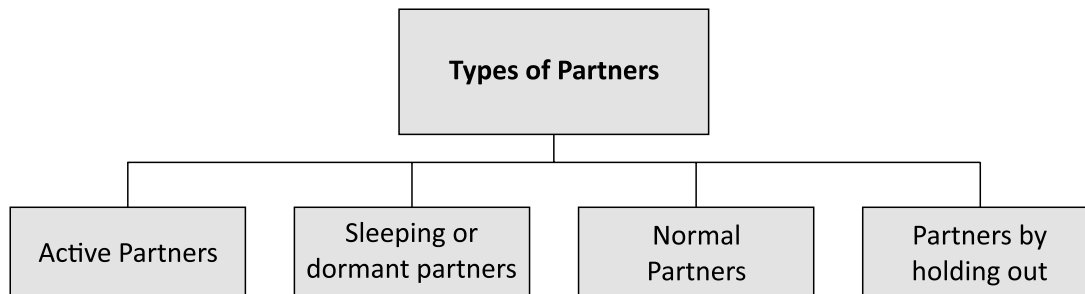 Types of Partners
Active Partners
Sleeping or
dormant partners
Normal
Partners
Partners by
holding out